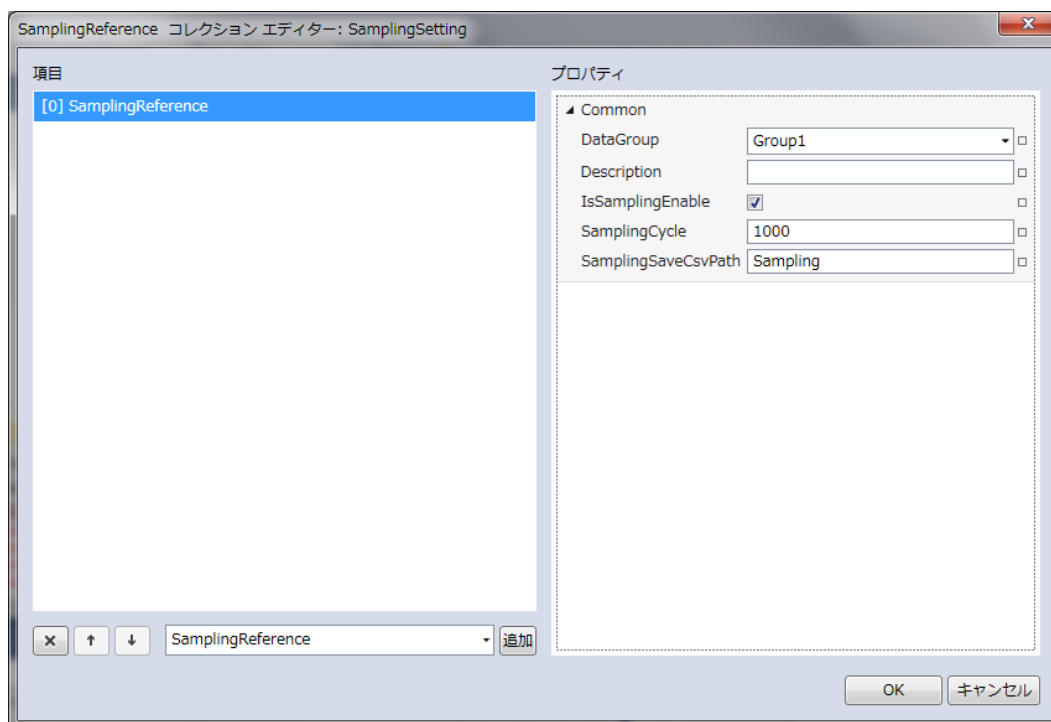 SamplingReference コレクション エディター: SamplingSetting
項目
[0] SamplingReference
SamplingReference
追加
プロパティ
Common
DataGroup Group1
Description
IsSamplingEnable
SamplingCycle 1000
SamplingSaveCsvPath Sampling
OK キャンセル